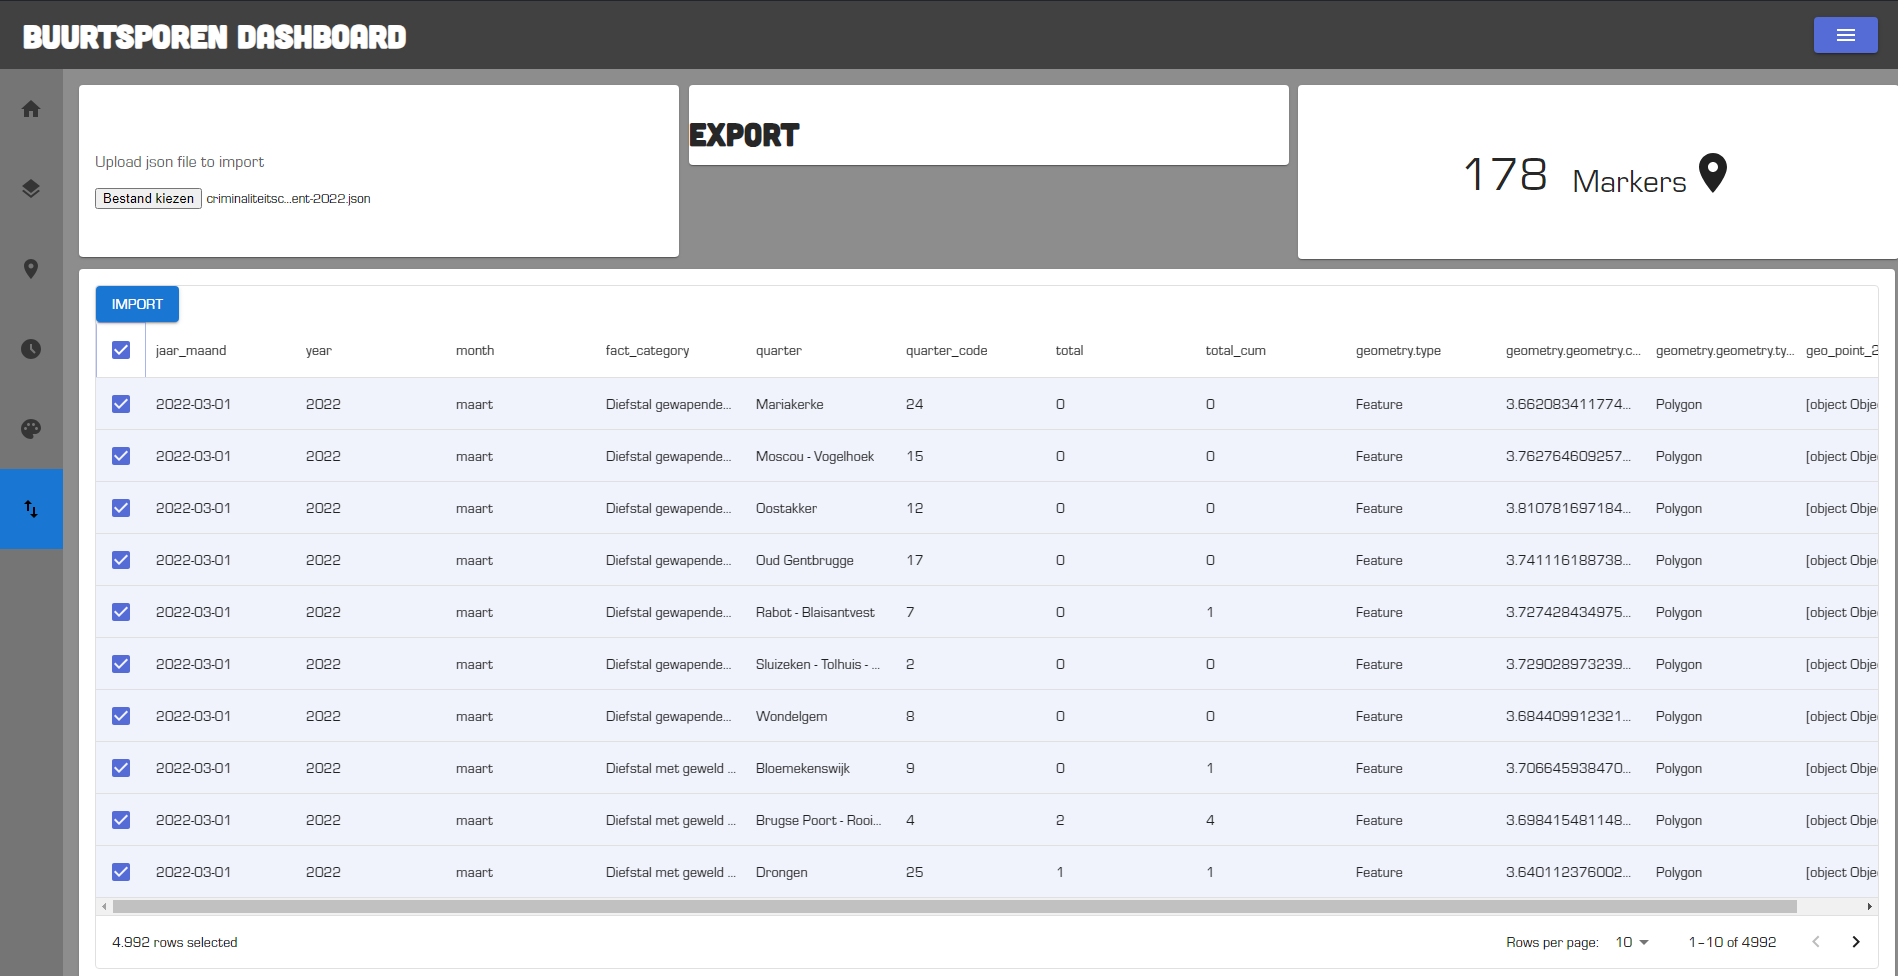 BUURTSPOREN DASHBOARD
Upload json file to import
Bestand kiezen criminaliteitsc...ent-2022.json
EXPORT
178 Markers
IMPORT
jaar_maand year month fact_category quarter quarter_code total total_cum geometry.type geometry.geometry.c... geometry.geometry.ty... geo_point_2
2022-03-01 2022 maart Diefstal gewapende... Mariakerke 24 0 0 Feature 3.662083411774... Polygon [object Obje
2022-03-01 2022 maart Diefstal gewapende... Moscou - Vogelhoek 15 0 0 Feature 3.762764609257... Polygon [object Obje
2022-03-01 2022 maart Diefstal gewapende... Oostakker 12 0 0 Feature 3.810781697184... Polygon [object Obje
2022-03-01 2022 maart Diefstal gewapende... Oud Gentbrugge 17 0 0 Feature 3.741116188738... Polygon [object Obje
2022-03-01 2022 maart Diefstal gewapende... Rabot - Blaisantvest 7 0 1 Feature 3.727428434975... Polygon [object Obje
2022-03-01 2022 maart Diefstal gewapende... Sluizeken - Tolhuis - ... 2 0 0 Feature 3.729028973239... Polygon [object Obje
2022-03-01 2022 maart Diefstal gewapende... Wondelgem 8 0 0 Feature 3.684409912321... Polygon [object Obje
2022-03-01 2022 maart Diefstal met geweld ... Bloemekenswijk 9 0 1 Feature 3.706645938470... Polygon [object Obje
2022-03-01 2022 maart Diefstal met geweld ... Brugse Poort - Rooi... 4 2 4 Feature 3.698415481148... Polygon [object Obje
2022-03-01 2022 maart Diefstal met geweld ... Drongen 25 1 1 Feature 3.640112376002... Polygon [object Obje
4.992 rows selected Rows per page: 10 1–10 of 4992